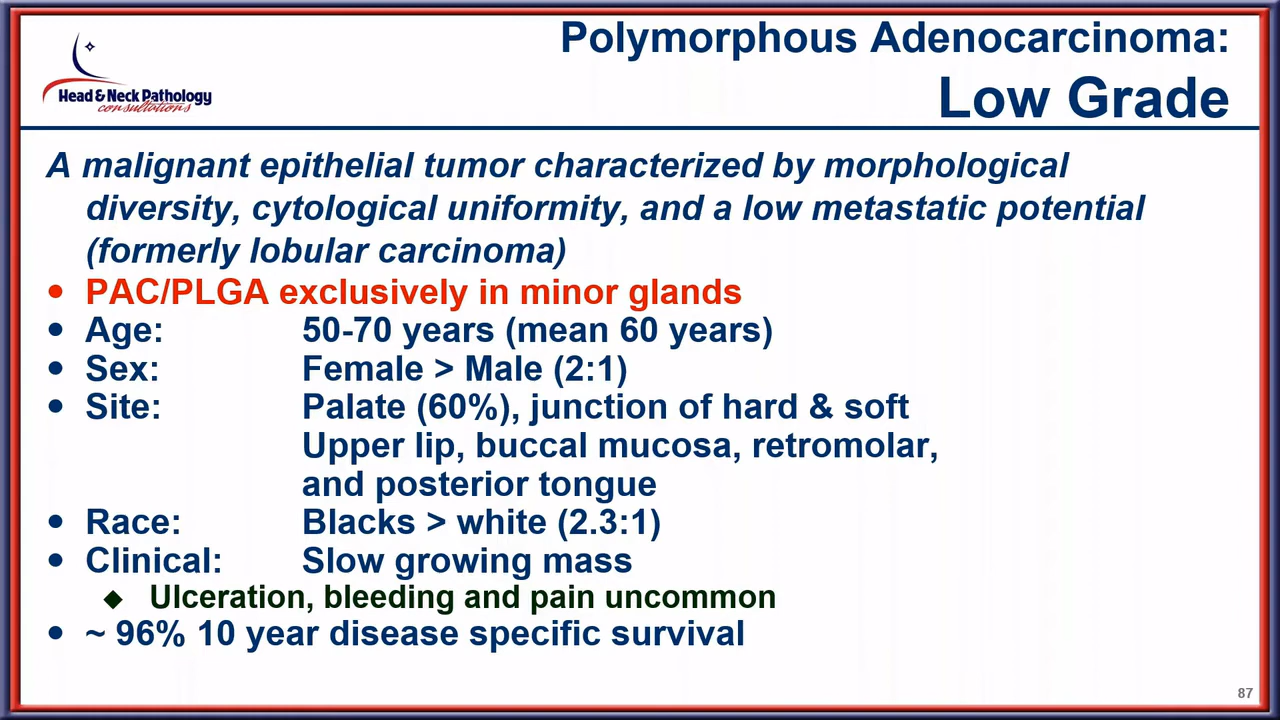 Polymorphous Adenocarcinoma:
Low Grade
Head & Neck Pathology
consultations
A malignant epithelial tumor characterized by morphological
diversity, cytological uniformity, and a low metastatic potential
(formerly lobular carcinoma)
• PAC/PLGA exclusively in minor glands
• Age: 50-70 years (mean 60 years)
• Sex: Female > Male (2:1)
• Site: Palate (60%), junction of hard & soft
Upper lip, buccal mucosa, retromolar,
and posterior tongue
• Race: Blacks > white (2.3:1)
• Clinical: Slow growing mass
◆ Ulceration, bleeding and pain uncommon
• ~ 96% 10 year disease specific survival
87